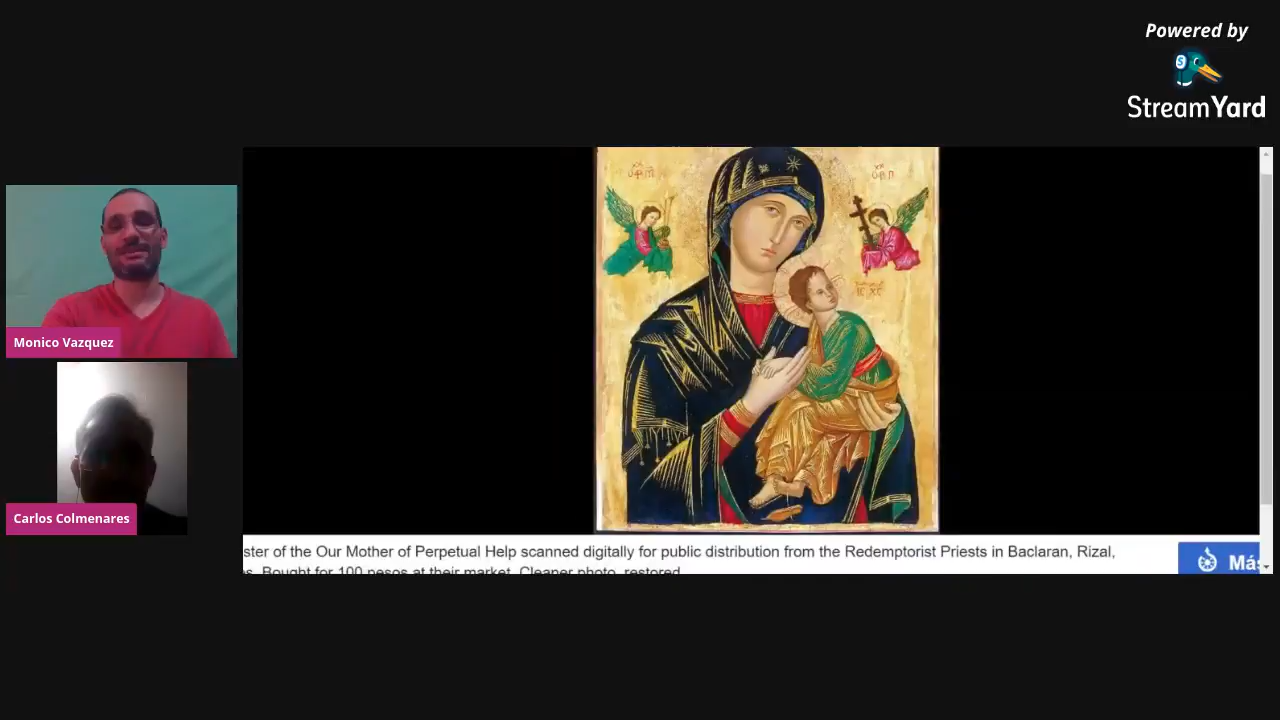 Powered by
StreamYard
Monico Vazquez
Carlos Colmenares
ster of the Our Mother of Perpetual Help scanned digitally for public distribution from the Redemptorist Priests in Baclaran, Rizal,
s. Bought for 100 pesos at their market. Cleaner photo, restored
Más